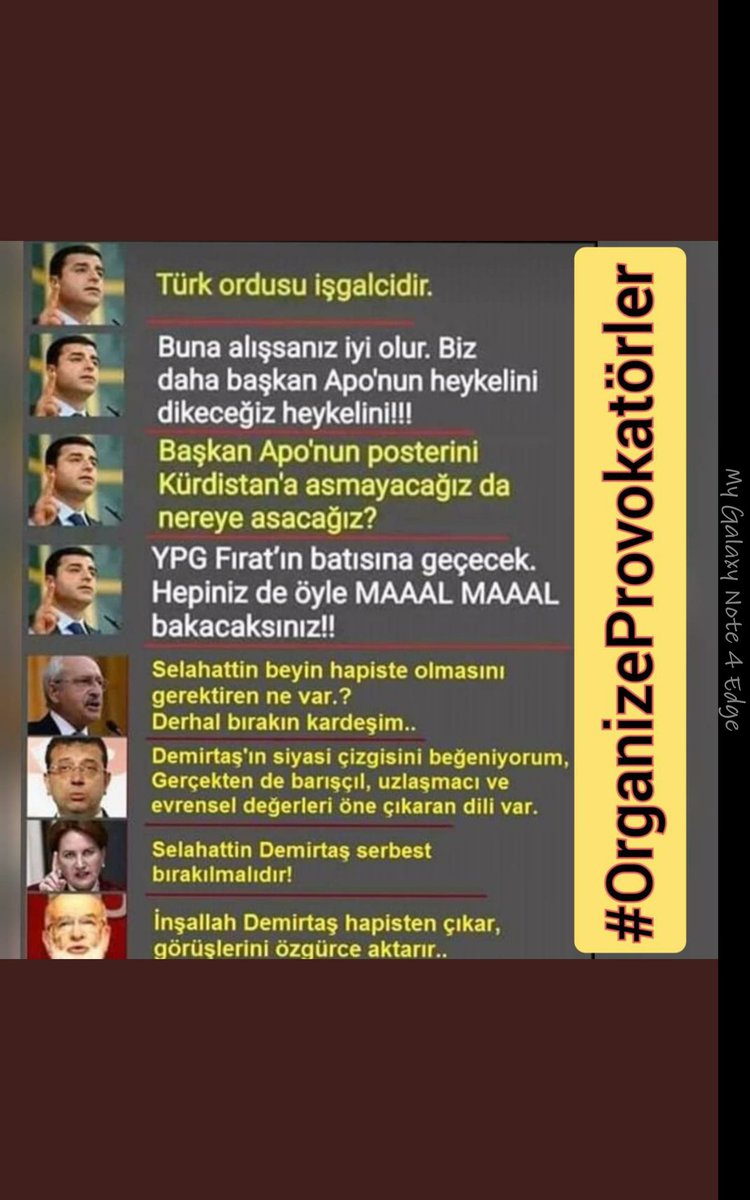 Türk ordusu işgalcidir.
Buna alışsanız iyi olur. Biz
daha başkan Apo'nun heykelini
dikeceğiz heykelini!!!
Başkan Apo'nun posterini
Kürdistan'a asmayacağız da
nereye asacağız?
YPG Fırat’ın batısına geçecek.
Hepiniz de öyle MAAAL MAAAL
bakacaksınız!!
Selahattin beyin hapiste olmasını
gerektiren ne var.?
Derhal bırakın kardeşim..
Demirtaş'ın siyasi çizgisini beğeniyorum,
Gerçekten de barışçıl, uzlaşmacı ve
evrensel değerleri öne çıkaran dili var.
Selahattin Demirtaş serbest
bırakılmalıdır!
İnşallah Demirtaş hapisten çıkar,
görüşlerini özgürce aktarır..
#OrganizeProvokatörler
My Galaxy Note 4 Edge